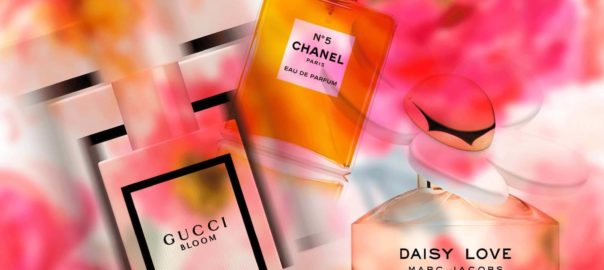 GUCCI
BLOOM
N°5
CHANEL
PARIS
EAU DE PARFUM
DAISY LOVE
MARC JACOBS